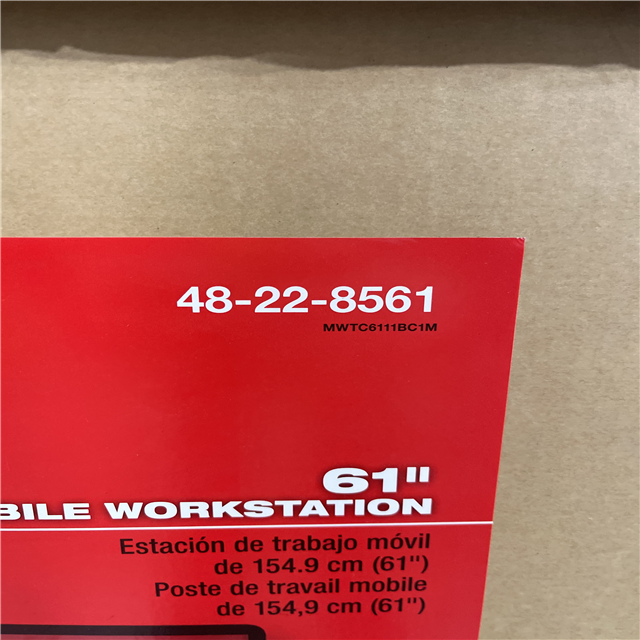 48-22-8561
MWTC6111BC1M
61"
BILE WORKSTATION
Estación de trabajo móvil
de 154.9 cm (61")
Poste de travail mobile
de 154,9 cm (61")